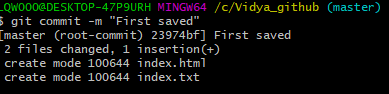 LQWO00@DESKTOP-47P9URH MINGW64 /c/Vidya_github (master)
$ git commit -m "First saved"
[master (root-commit) 23974bf] First saved
2 files changed, 1 insertion(+)
create mode 100644 index.html
create mode 100644 index.txt